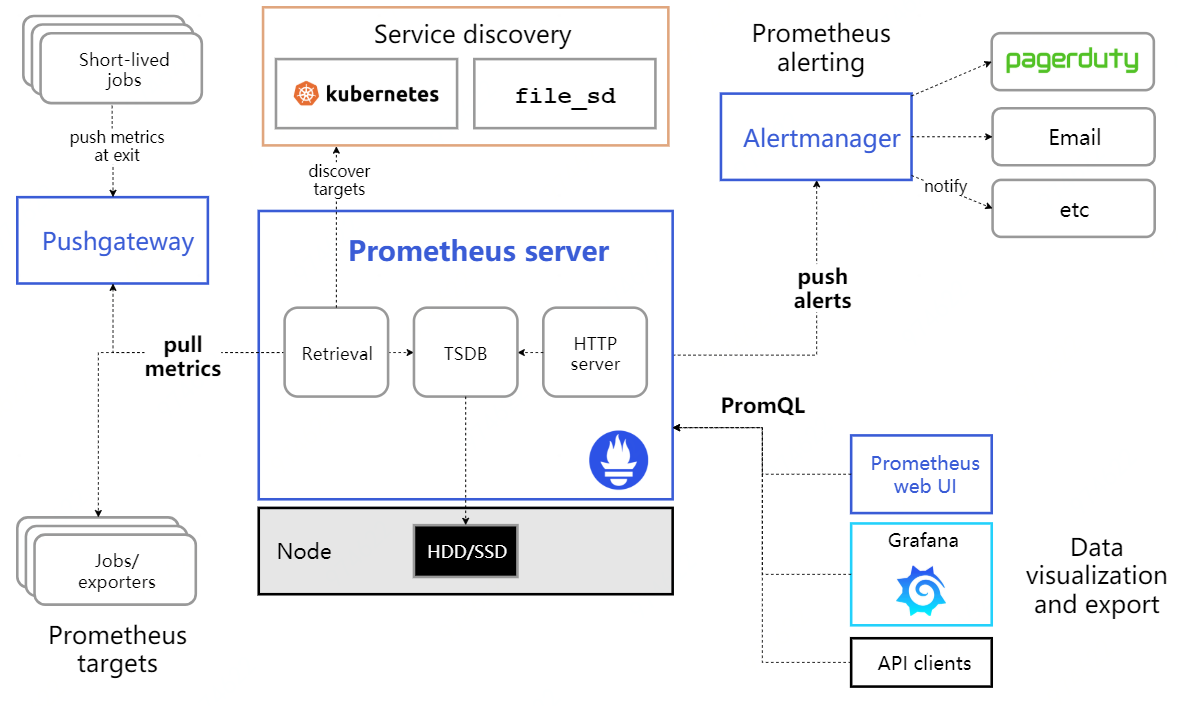 Short-lived
jobs
push metrics
at exit
Pushgateway
Service discovery
kubernetes
file_sd
discover
targets
Prometheus
alerting
Alertmanager
pagerduty
Email
notify
etc
Prometheus server
Retrieval
TSDB
HTTP
server
pull
metrics
push
alerts
PromQL
Node
HDD/SSD
Jobs/
exporters
Prometheus
targets
Prometheus
web UI
Grafana
API clients
Data
visualization
and export